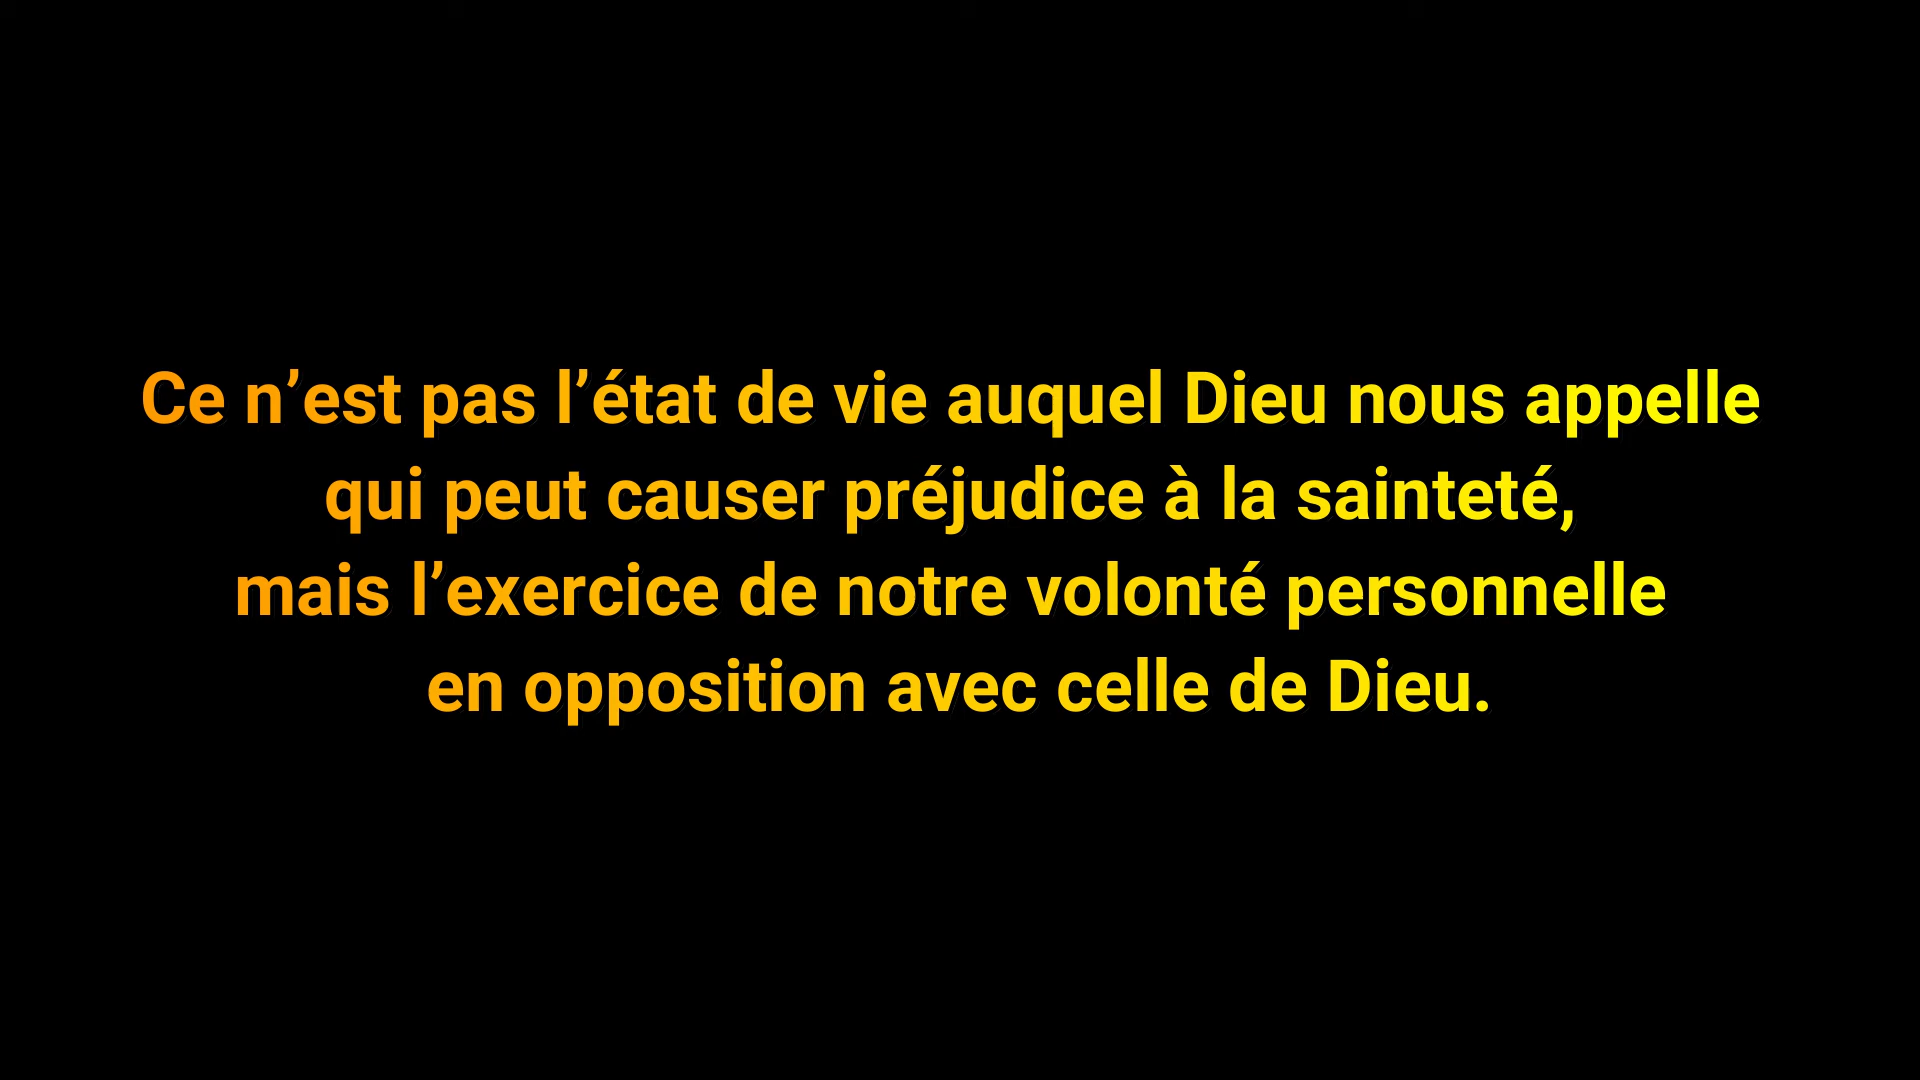 Ce n’est pas l’état de vie auquel Dieu nous appelle
qui peut causer préjudice à la sainteté,
mais l’exercice de notre volonté personnelle
en opposition avec celle de Dieu.